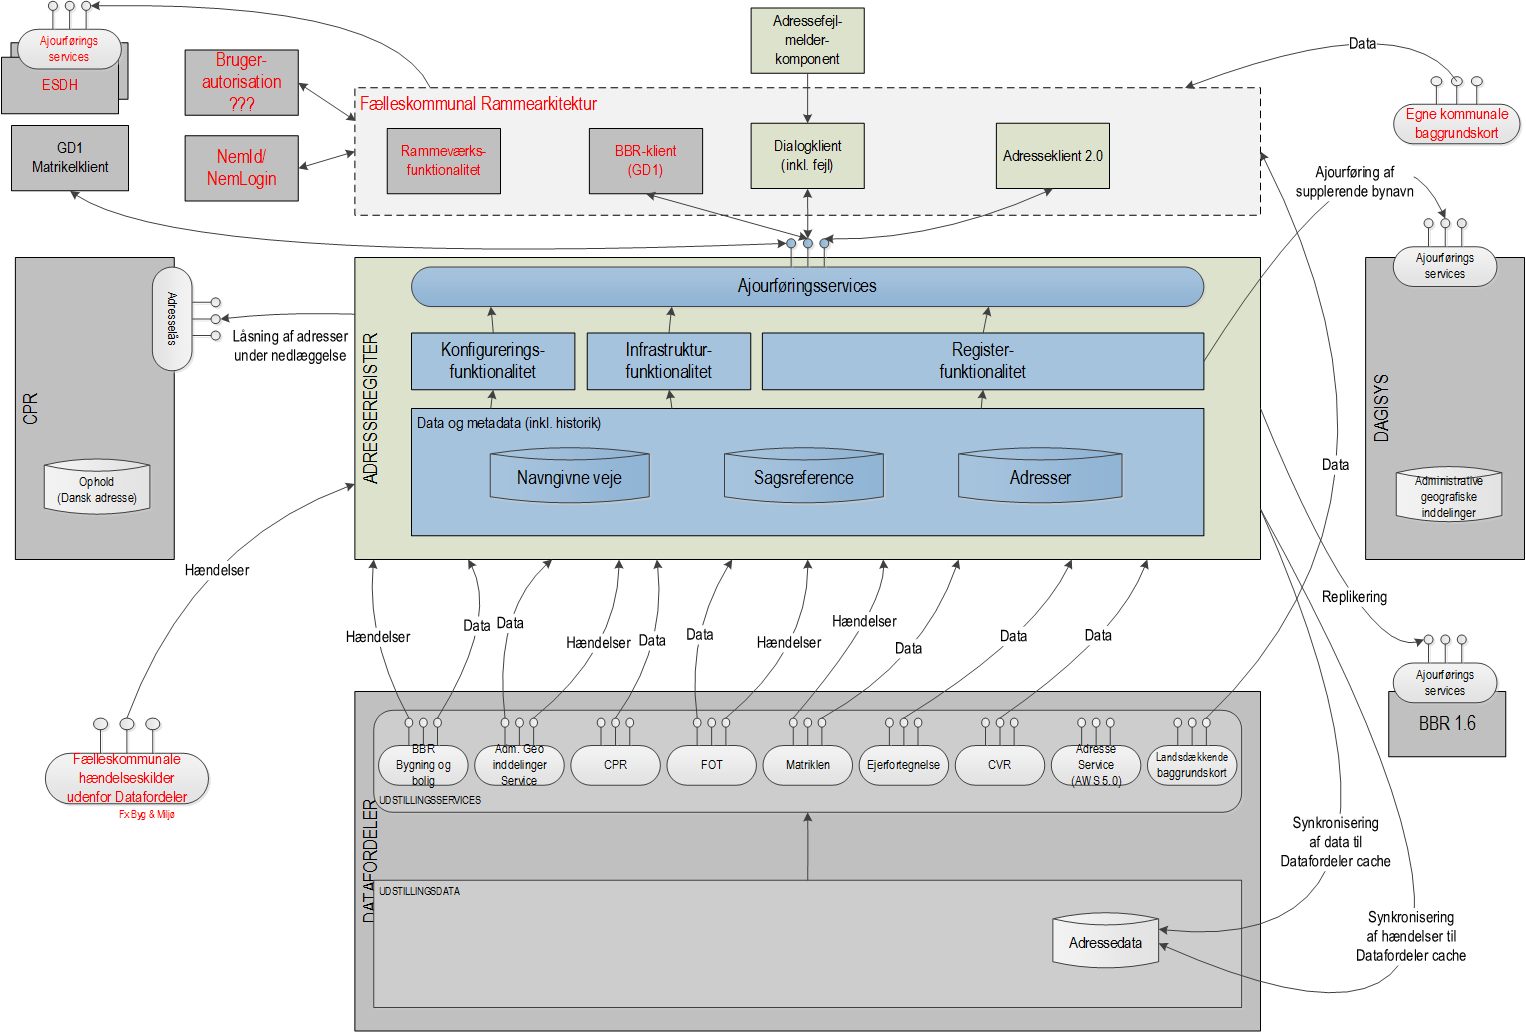 Ajourførings
services
ESDH
GD1
Matrikelklient
Bruger-
autorisation
???
NemId/
NemLogin
Adressefejl-
melder-
komponent
Data
Egne kommunale
baggrundskort
Fælleskommunal Rammearkitektur
Rammeværks-
funktionalitet
BBR-klient
(GD1)
Dialogklient
(inkl. fejl)
Adresseklient 2.0
Ajourføring af
supplerende bynavn
Ajourførings
services
DAGISYS
Administrative
geografiske
inddelinger
CPR
Adresselås
Ophold
(Dansk adresse)
Låsning af adresser
under nedlæggelse
ADRESSEREGISTER
Ajourføringsservices
Konfigurerings-
funktionalitet
Infrastruktur-
funktionalitet
Register-
funktionalitet
Data og metadata (inkl. historik)
Navngivne veje
Sagsreference
Adresser
Data
Hændelser
Replikering
Hændelser
Data
Data
Hændelser
Data
Data
Hændelser
Hændelser
Data
Data
Data
Ajourførings
services
BBR 1.6
Fælleskommunale
hændelseskilder
udenfor Datafordeler
Fx Byg & Miljø
DATAFORDELER
BBR
Bygning og
bolig
Adm. Geo
inddelinger
Service
CPR
FOT
Matriklen
Ejerfortegnelse
CVR
Adresse
Service
(AWS 5.0)
Landsdækkende
baggrundskort
UDSTILLINGSSERVICES
UDSTILLINGSDATA
Adressedata
Synkronisering
af data til
Datafordeler cache
Synkronisering
af hændelser til
Datafordeler cache